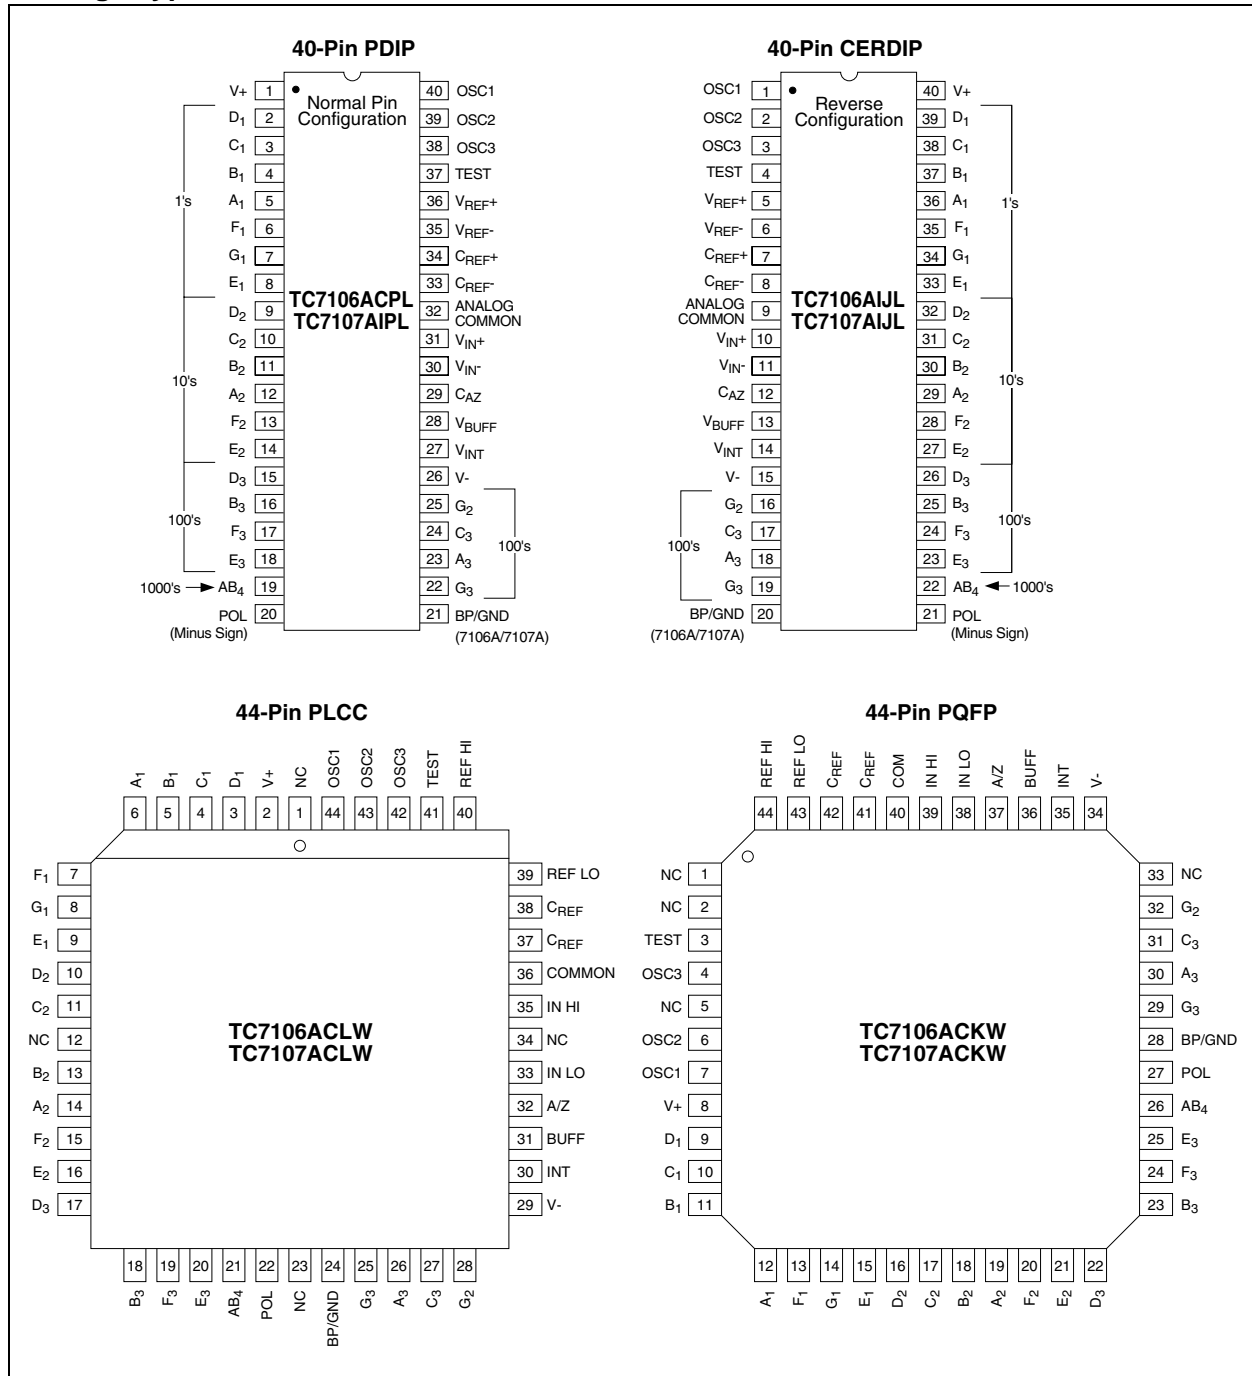 40-Pin PDIP
V+ 1 40 OSC1
Normal Pin
Configuration
D1 2 39 OSC2
C1 3 38 OSC3
B1 4 37 TEST
1's A1 5 36 VREF+
F1 6 35 VREF-
G1 7 34 CREF+
E1 8 33 CREF-
TC7106ACPL
TC7107AIPL
D2 9 32 ANALOG
COMMON
C2 10 31 VIN+
B2 11 30 VIN-
10's
A2 12 29 CAZ
F2 13 28 VBUFF
E2 14 27 VINT
D3 15 26 V-
B3 16 25 G2
100's
F3 17 24 C3
100's
E3 18 23 A3
1000's AB4 19 22 G3
POL 20 21 BP/GND
(Minus Sign) (7106A/7107A)
40-Pin CERDIP
OSC1 1 40 V+
Reverse
Configuration
OSC2 2 39 D1
OSC3 3 38 C1
TEST 4 37 B1
VREF+ 5 36 A1 1's
VREF- 6 35 F1
CREF+ 7 34 G1
CREF- 8 33 E1
TC7106AIJL
TC7107AIJL
ANALOG
COMMON 9 32 D2
VIN+ 10 31 C2
VIN- 11 30 B2
10's
CAZ 12 29 A2
VBUFF 13 28 F2
VINT 14 27 E2
V- 15 26 D3
G2 16 25 B3
100's
C3 17 24 F3
100's
A3 18 23 E3
G3 19 22 AB4 1000's
BP/GND 20 21 POL
(7106A/7107A) (Minus Sign)
44-Pin PLCC
A1 B1 C1 D1 V+ NC OSC1 OSC2 OSC3 TEST REF HI
6 5 4 3 2 1 44 43 42 41 40
F1 7 39 REF LO
G1 8 38 CREF
E1 9 37 CREF
D2 10 36 COMMON
C2 11 35 IN HI
NC 12 34 NC
TC7106ACLW
TC7107ACLW
B2 13 33 IN LO
A2 14 32 A/Z
F2 15 31 BUFF
E2 16 30 INT
D3 17 29 V-
18 19 20 21 22 23 24 25 26 27 28
B3 F3 E3 AB4 POL NC BP/GND G3 A3 C3 G2
44-Pin PQFP
REF HI REF LO CREF CREF COM IN HI IN LO A/Z BUFF INT V-
44 43 42 41 40 39 38 37 36 35 34
NC 1 33 NC
NC 2 32 G2
TEST 3 31 C3
OSC3 4 30 A3
NC 5 29 G3
OSC2 6 28 BP/GND
TC7106ACKW
TC7107ACKW
OSC1 7 27 POL
V+ 8 26 AB4
D1 9 25 E3
C1 10 24 F3
B1 11 23 B3
12 13 14 15 16 17 18 19 20 21 22
A1 F1 G1 E1 D2 C2 B2 A2 F2 E2 D3